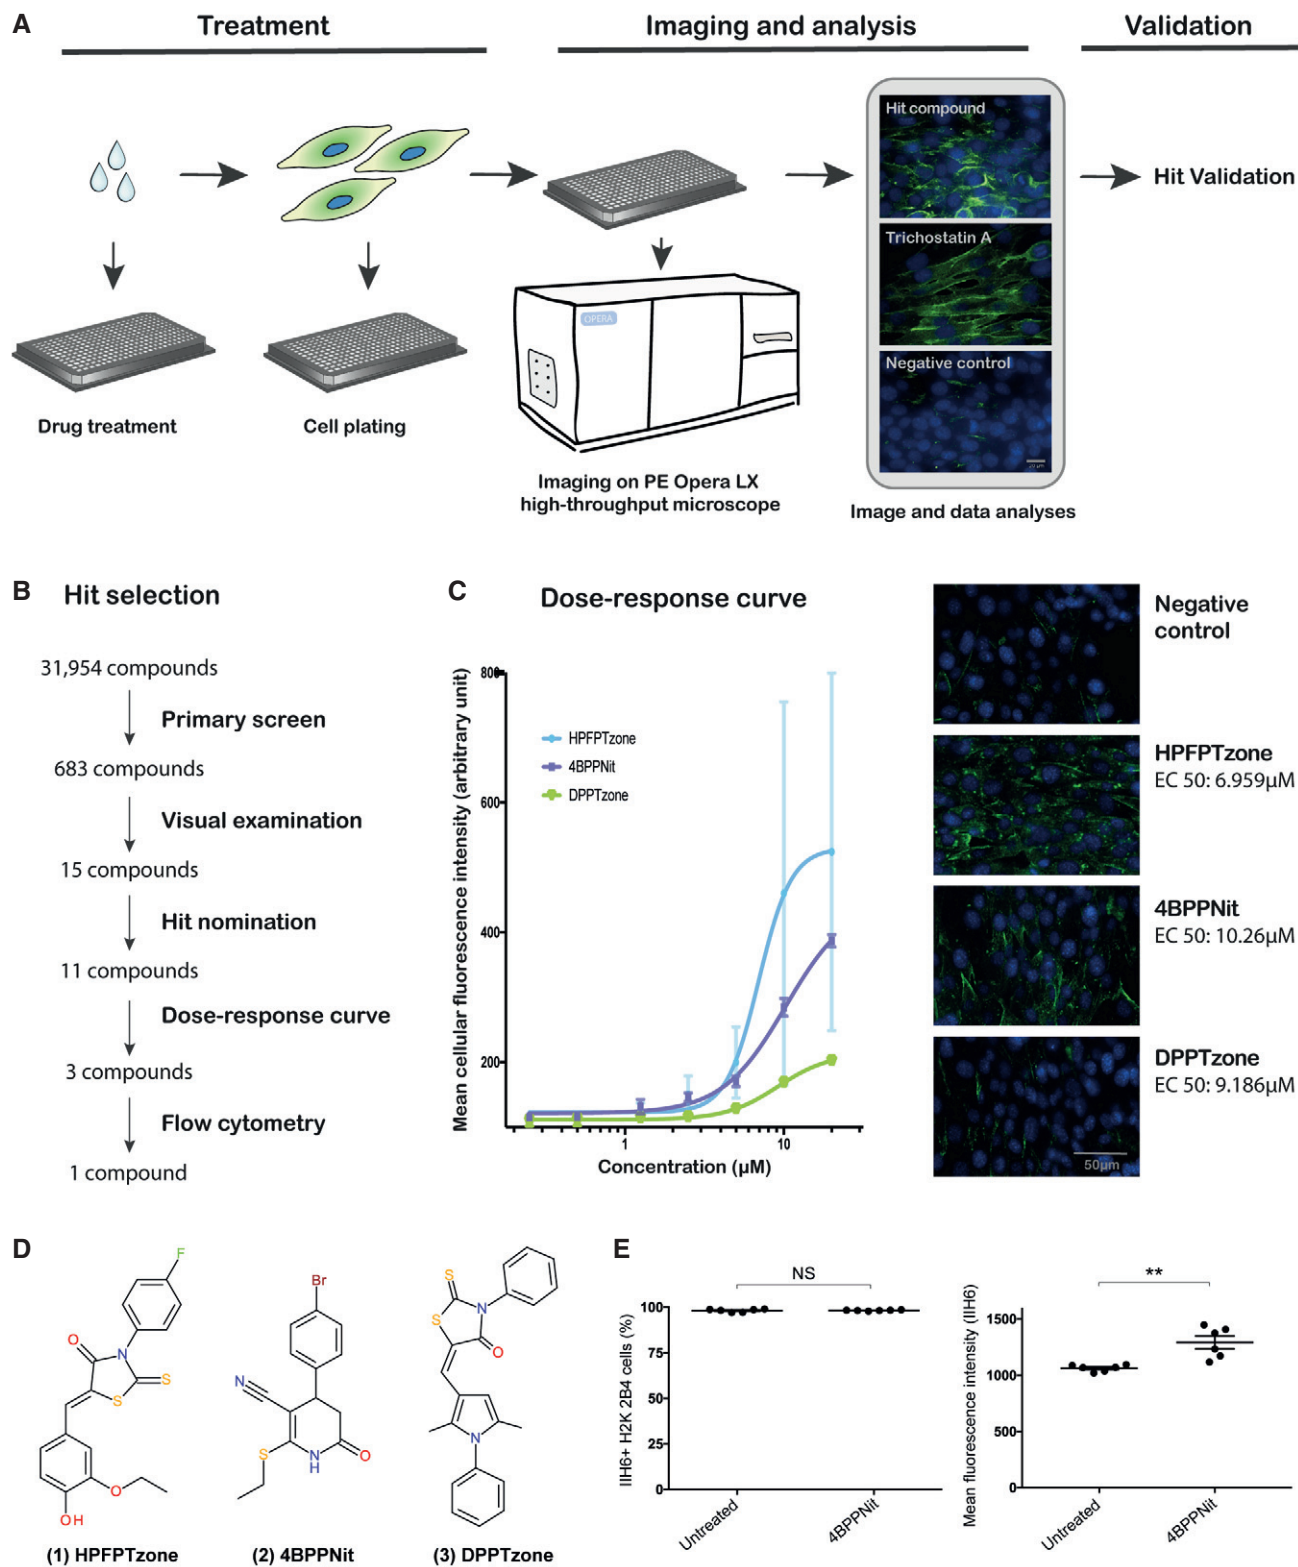 A
Treatment
Imaging and analysis
Validation
Hit compound
Trichostatin A
Negative control
Hit Validation
OPERA
Drug treatment
Cell plating
Imaging on PE Opera LX
high-throughput microscope
Image and data analyses
B
Hit selection
31,954 compounds
Primary screen
683 compounds
Visual examination
15 compounds
Hit nomination
11 compounds
Dose-response curve
3 compounds
Flow cytometry
1 compound
C
Dose-response curve
Mean cellular fluorescence intensity (arbitrary unit)
800
600
400
200
HPFPTzone
4BPPNit
DPPTzone
1
10
Concentration (µM)
Negative
control
HPFPTzone
EC 50: 6.959µM
4BPPNit
EC 50: 10.26µM
DPPTzone
EC 50: 9.186µM
50µm
D
F
O
N
S
S
O
OH
(1) HPFPTzone
Br
N
S
N
H
O
(2) 4BPPNit
S
S
N
O
N
(3) DPPTzone
E
IIH6+ H2K 2B4 cells (%)
100
75
50
25
0
NS
Untreated
4BPPNit
Mean fluorescence intensity (IIH6)
1500
1000
500
0
**
Untreated
4BPPNit